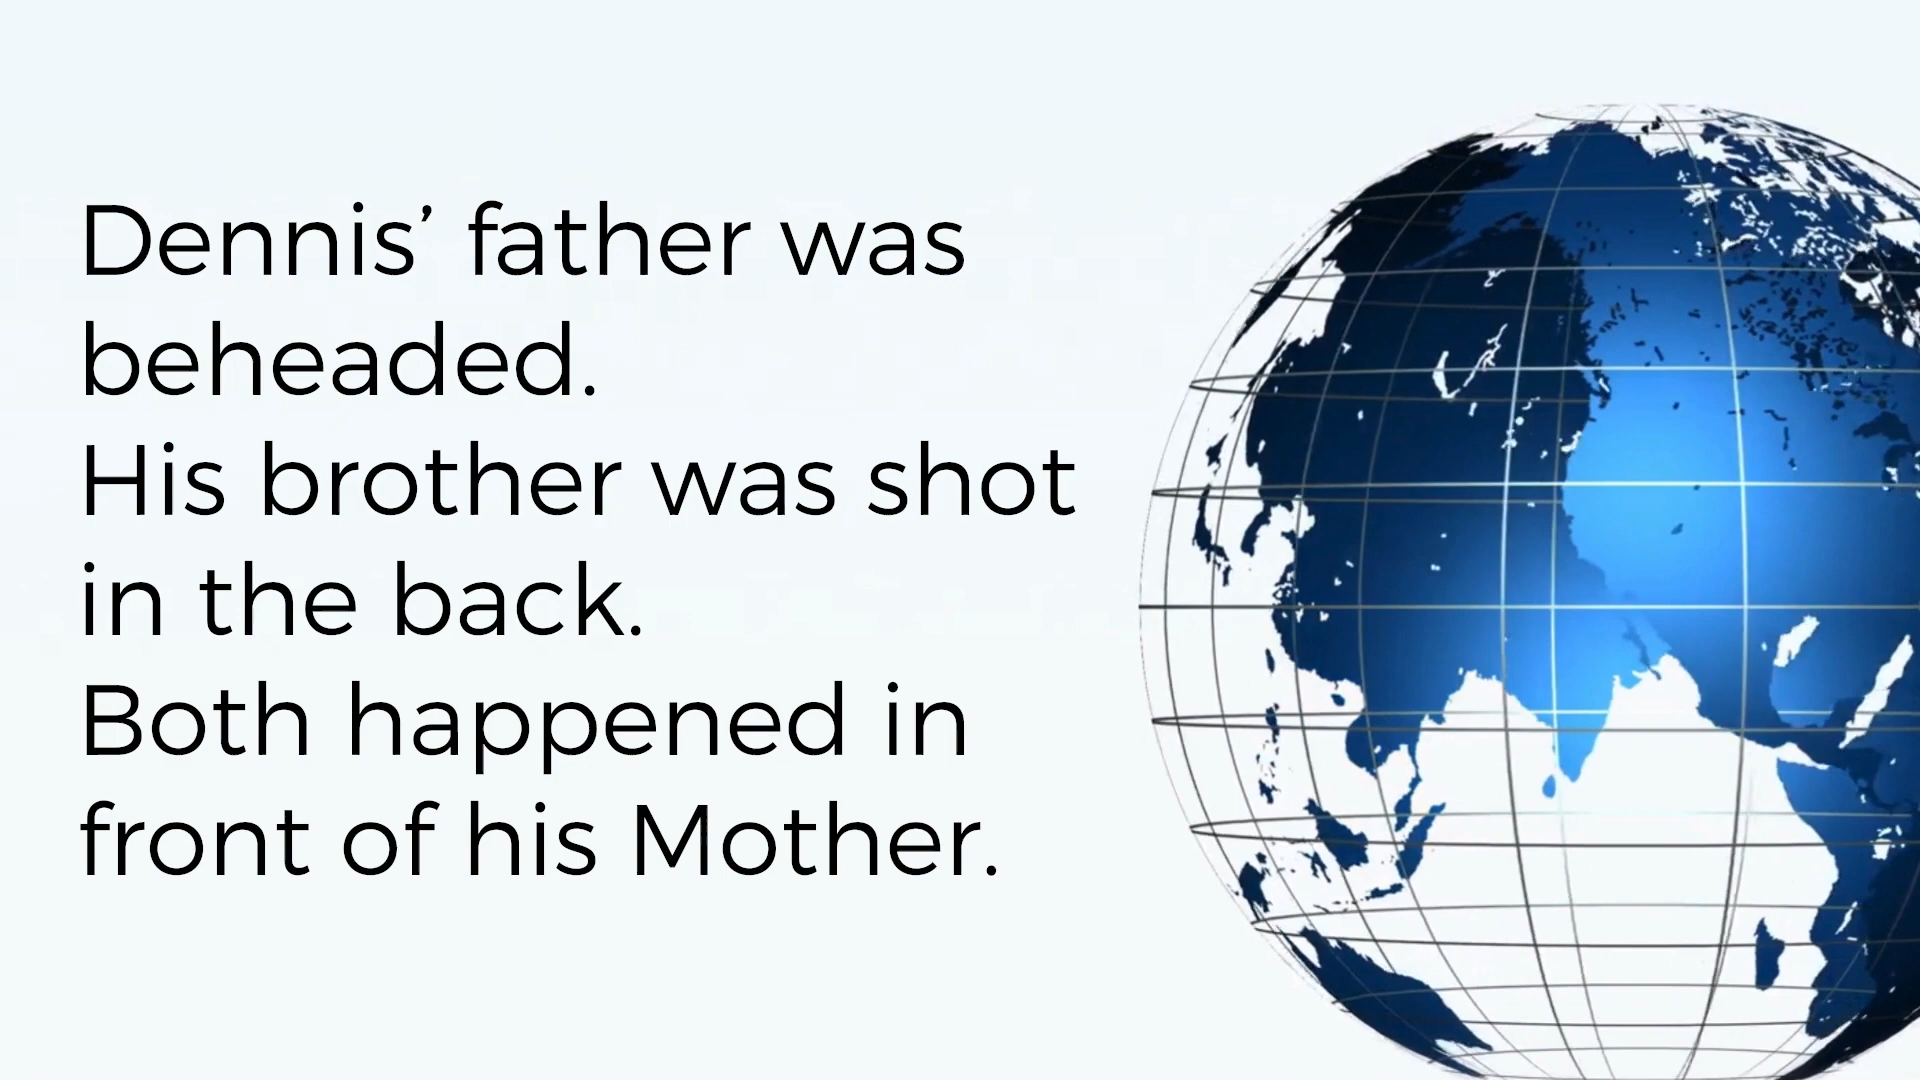 Dennis’ father was
beheaded.
His brother was shot
in the back.
Both happened in
front of his Mother.